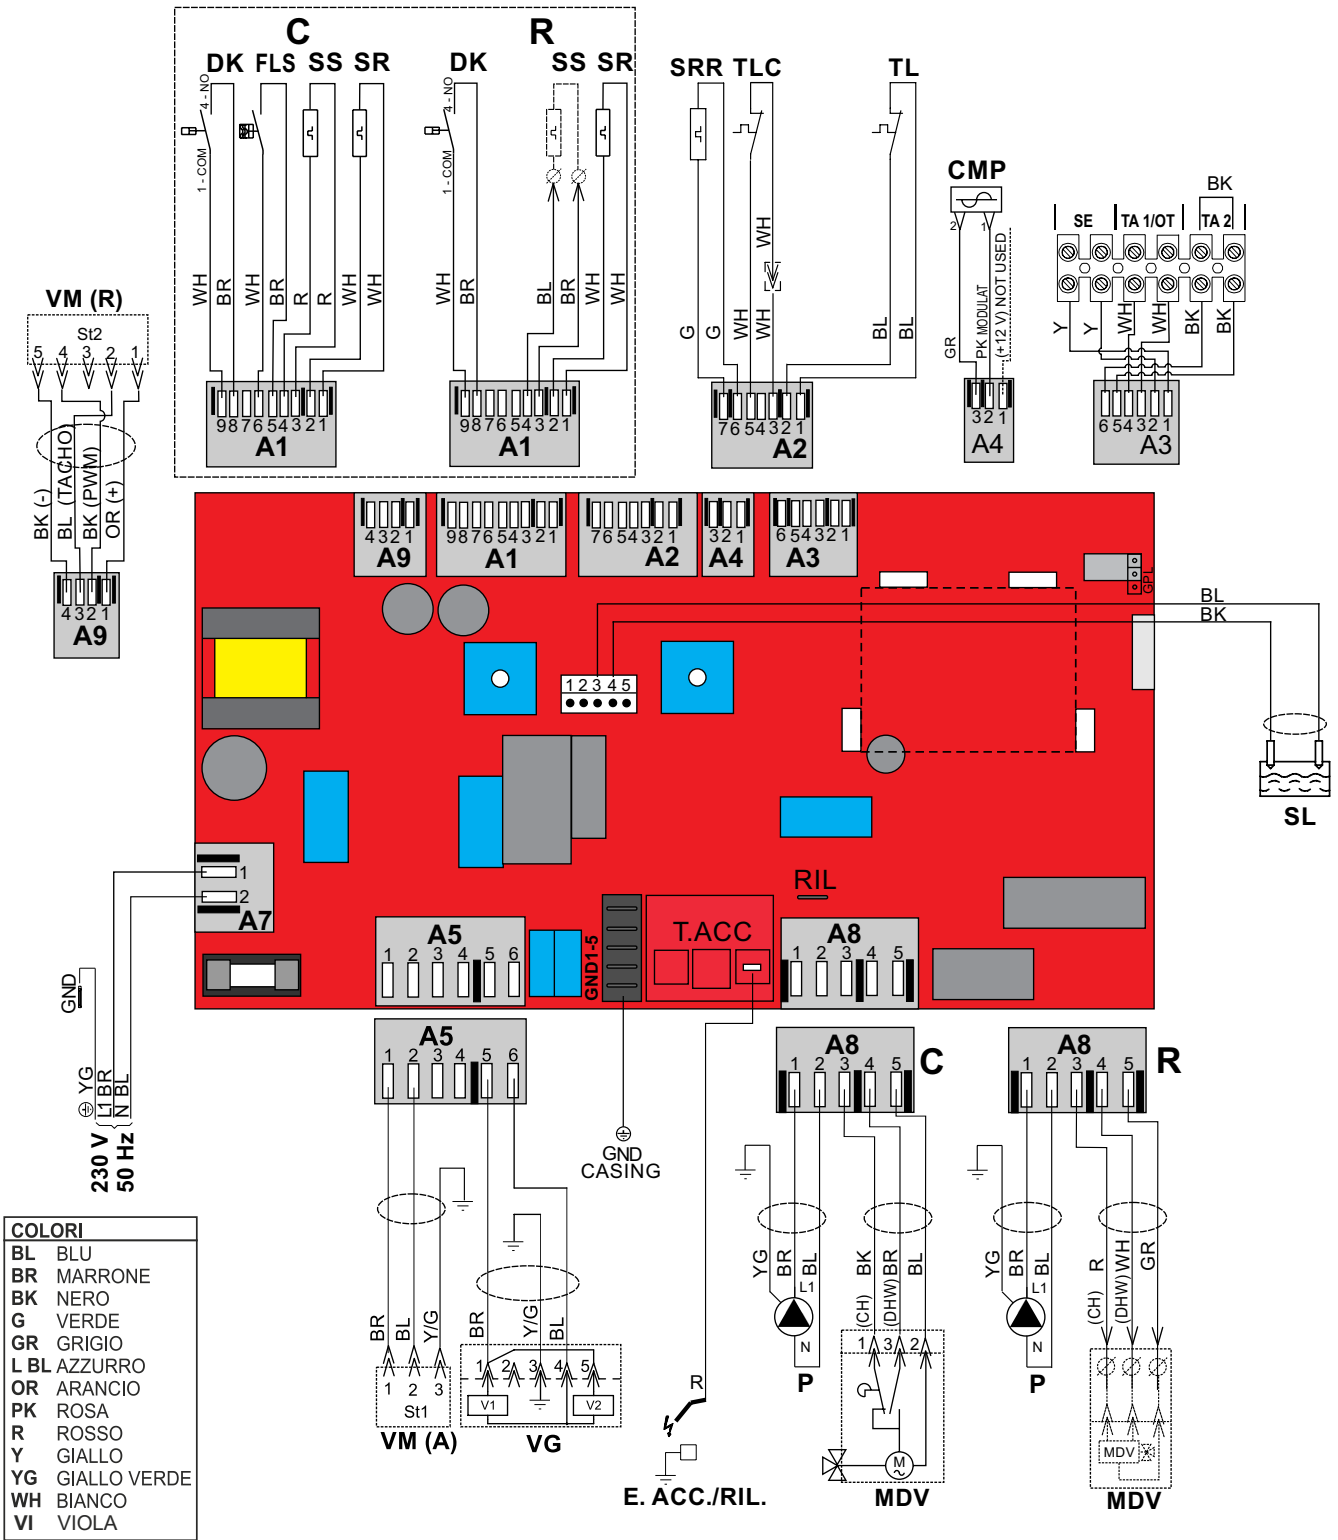 C
R
DK FLS SS SR
DK SS SR
SRR TLC TL
4 - NO
1 - COM
4 - NO
1 - COM
CMP
2 1
BK
SE TA 1/OT TA 2
WH BR WH BR R R WH WH
WH BR BL BR WH WH
G G WH WH WH BL BL
GR
PK MODULAT
(+12 V) NOT USED
Y Y WH WH BK BK
9 8 7 6 5 4 3 2 1
A1
9 8 7 6 5 4 3 2 1
A1
7 6 5 4 3 2 1
A2
3 2 1
A4
6 5 4 3 2 1
A3
VM (R)
St2
5 4 3 2 1
BK (-)
BL (TACHO)
BK (PWM)
OR (+)
4 3 2 1
A9
4 3 2 1
A9
9 8 7 6 5 4 3 2 1
A1
7 6 5 4 3 2 1
A2
3 2 1
A4
6 5 4 3 2 1
A3
GPL
BL
BK
1 2 3 4 5
SL
1
2
A7
RIL
T.ACC
GND1-5
A5
1 2 3 4 5 6
A8
1 2 3 4 5
GND
YG
L1 BR
N BL
230 V
50 Hz
A5
1 2 3 4 5 6
A8
1 2 3 4 5
C
A8
1 2 3 4 5
R
GND
CASING
BR BL Y/G
1 2 3
St1
VM (A)
BR Y/G BL
1 2 3 4 5
V1 V2
VG
R
E. ACC./RIL.
YG BR BL
L1
N
P
(CH) BK
(DHW) BR
BL
1 3 2
M
MDV
YG BR BL
L1
N
P
(CH) R
(DHW) WH
GR
MDV
MDV
COLORI
BL BLU
BR MARRONE
BK NERO
G VERDE
GR GRIGIO
L BL AZZURRO
OR ARANCIO
PK ROSA
R ROSSO
Y GIALLO
YG GIALLO VERDE
WH BIANCO
VI VIOLA